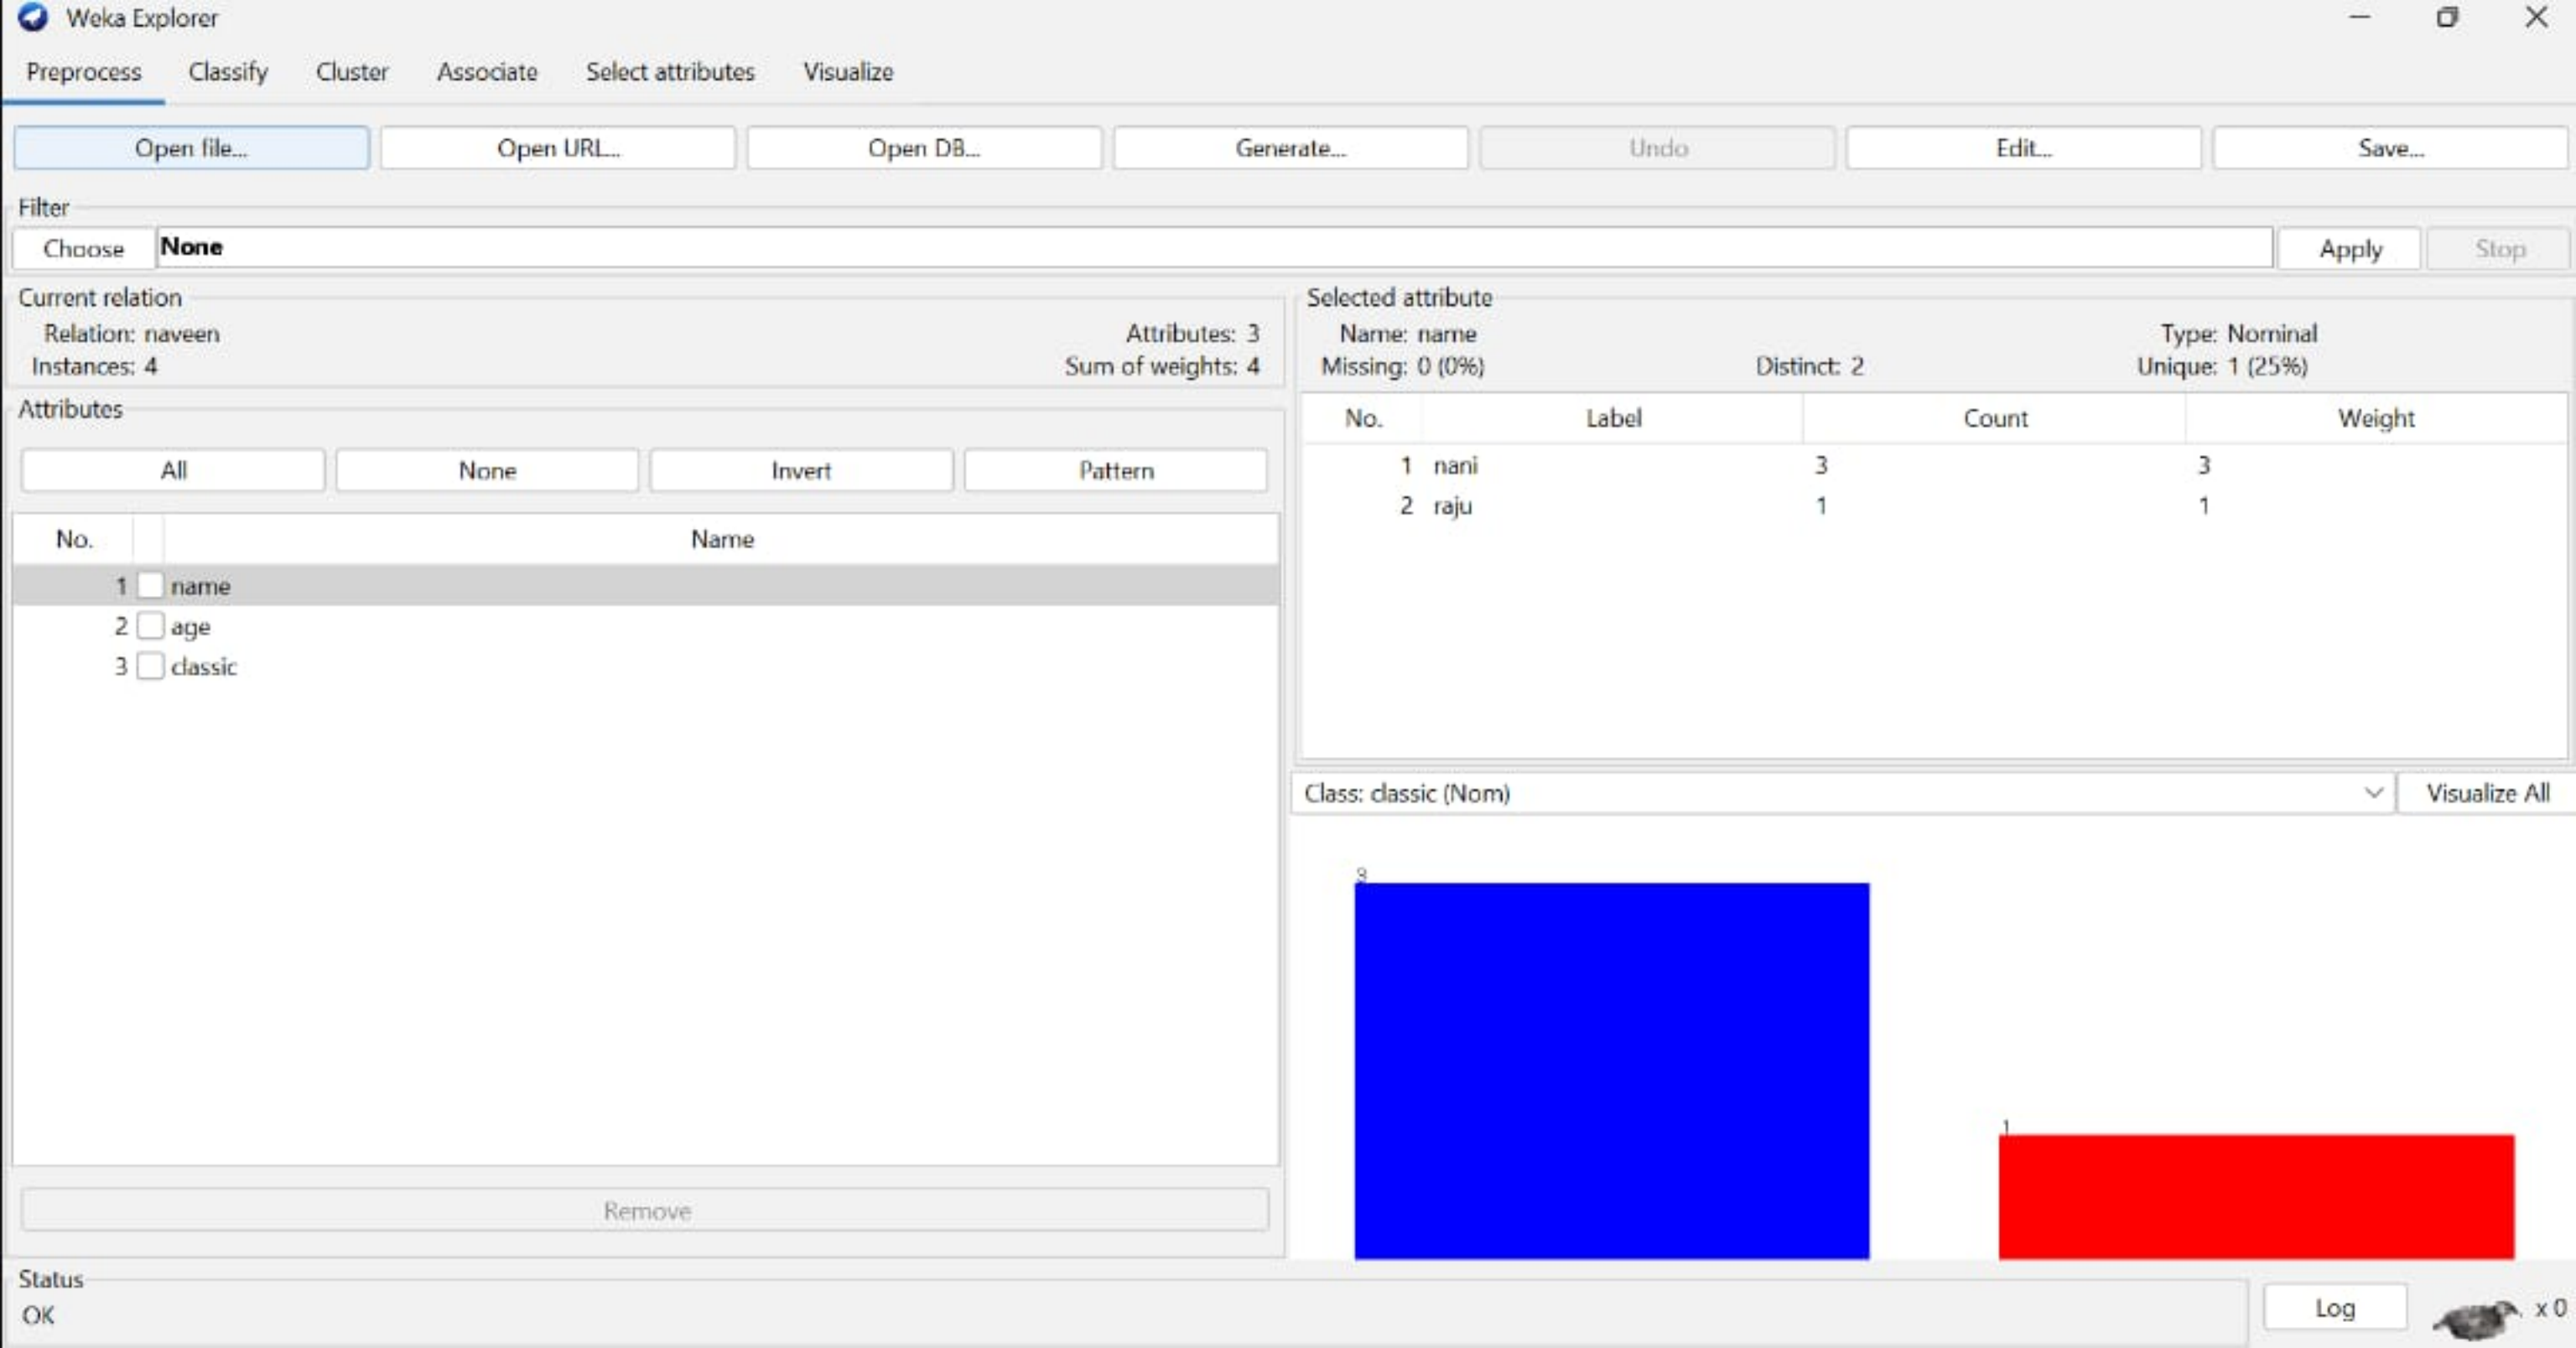 Weka Explorer
Preprocess Classify Cluster Associate Select attributes Visualize
Open file... Open URL... Open DB... Generate... Undo Edit... Save...
Filter
Choose None Apply Stop
Current relation
Relation: naveen Attributes: 3
Instances: 4 Sum of weights: 4
Attributes
All None Invert Pattern
No. Name
1 name
2 age
3 classic
Remove
Selected attribute
Name: name Type: Nominal
Missing: 0 (0%) Distinct: 2 Unique: 1 (25%)
No. Label Count Weight
1 nani 3 3
2 raju 1 1
Class: classic (Nom) Visualize All
3
1
Status
OK
Log x 0